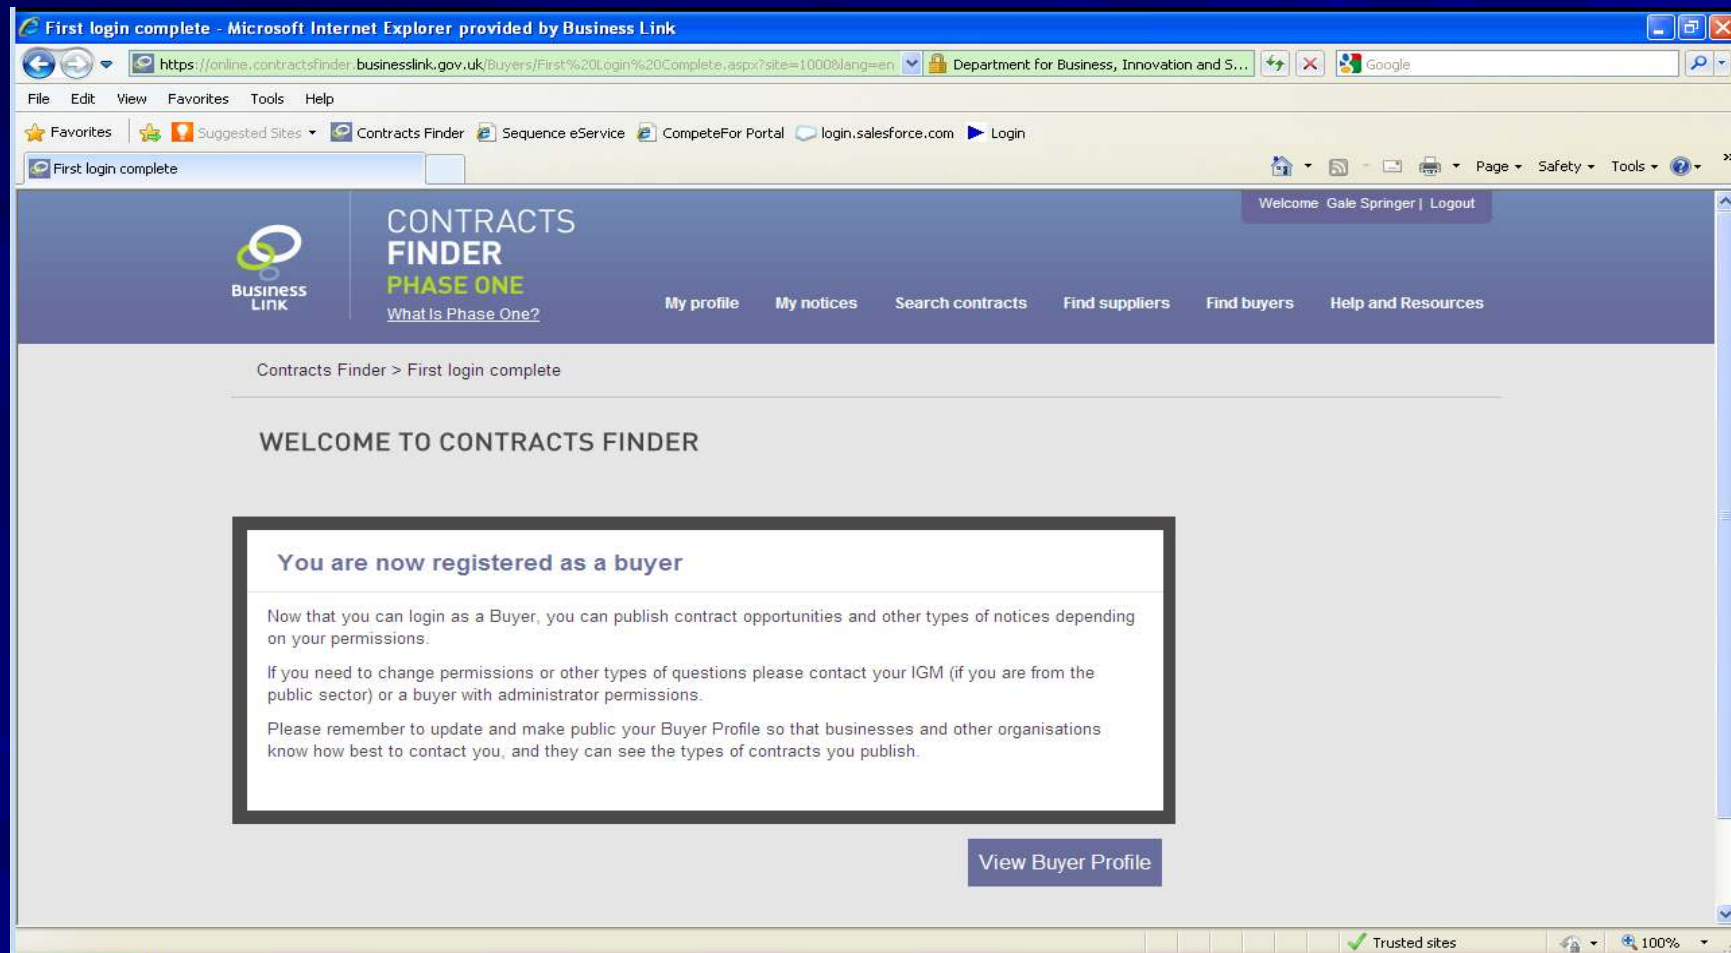 First login complete - Microsoft Internet Explorer provided by Business Link
https://online.contractsfinder.businesslink.gov.uk/Buyers/First%20Login%20Complete.aspx?site=1000&lang=en Department for Business, Innovation and S... Google
File Edit View Favorites Tools Help
Favorites Suggested Sites Contracts Finder Sequence eService CompeteFor Portal login.salesforce.com Login
First login complete Page Safety Tools
Welcome Gale Springer | Logout
Business
Link
CONTRACTS
FINDER
PHASE ONE
What Is Phase One?
My profile My notices Search contracts Find suppliers Find buyers Help and Resources
Contracts Finder > First login complete
WELCOME TO CONTRACTS FINDER
You are now registered as a buyer
Now that you can login as a Buyer, you can publish contract opportunities and other types of notices depending
on your permissions.
If you need to change permissions or other types of questions please contact your IGM (if you are from the
public sector) or a buyer with administrator permissions.
Please remember to update and make public your Buyer Profile so that businesses and other organisations
know how best to contact you, and they can see the types of contracts you publish.
View Buyer Profile
Trusted sites 100%